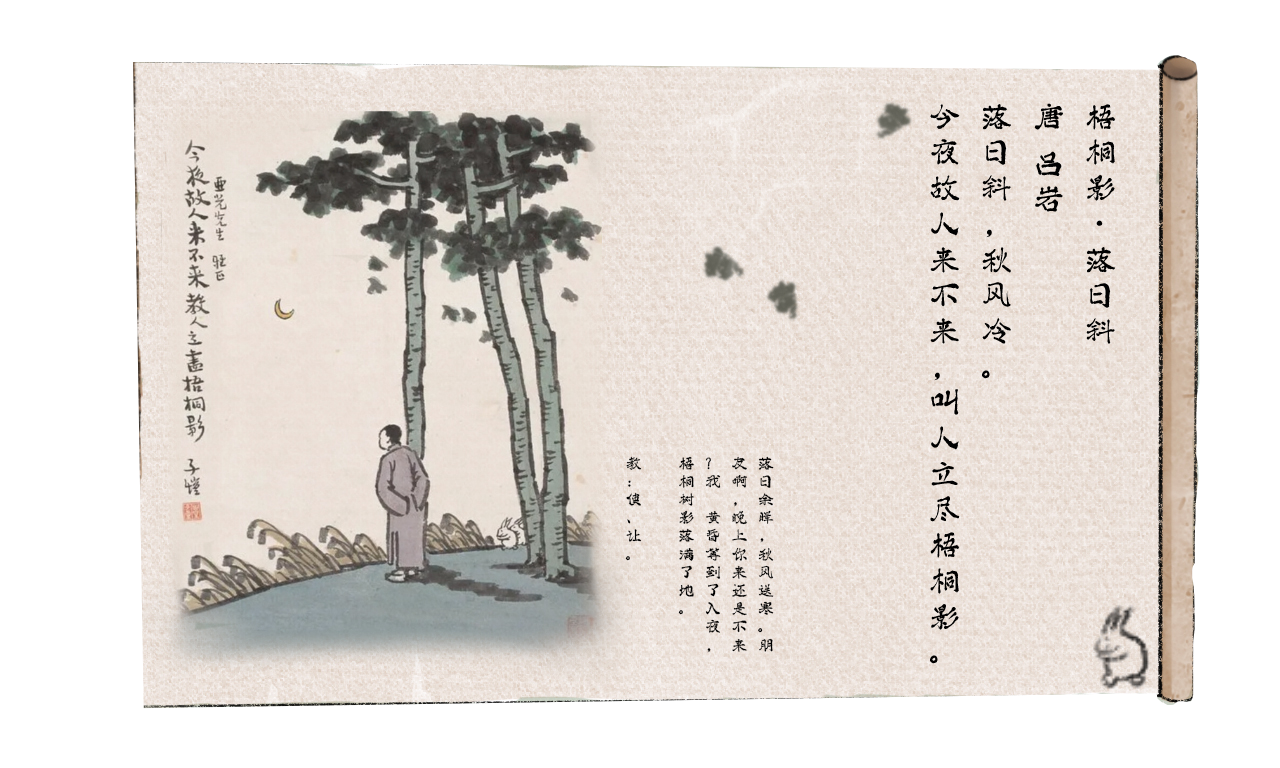 梧桐影·落日斜
唐 吕岩
落日斜，秋风冷。
今夜故人来不来，叫人立尽梧桐影。
落日余晖，秋风送寒。朋
友啊，晚上你来还是不来
？我 黄昏等到了入夜，
梧桐树影落满了地。
教：使、让。
先生 雅正
今夜故人来不来教人立盡梧桐影 子愷